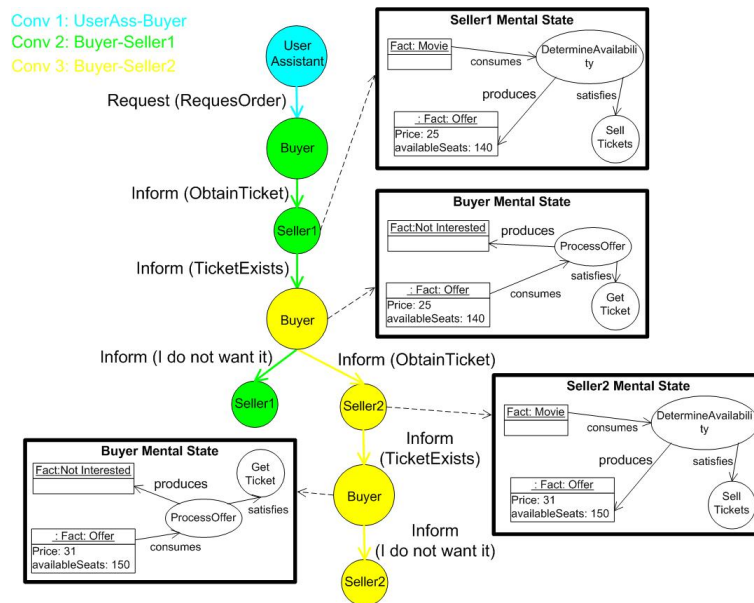 Conv 1: UserAss-Buyer
Conv 2: Buyer-Seller1
Conv 3: Buyer-Seller2
User
Assistant
Request (RequesOrder)
Buyer
Inform (ObtainTicket)
Seller1
Inform (TicketExists)
Buyer
Inform (I do not want it)
Inform (ObtainTicket)
Seller1
Seller2
Inform
(TicketExists)
Buyer
Inform
(I do not want it)
Seller2
Seller1 Mental State
Fact: Movie
consumes
DetermineAvailabili
ty
produces
satisfies
: Fact: Offer
Price: 25
availableSeats: 140
Sell
Tickets
Buyer Mental State
Fact:Not Interested
produces
ProcessOffer
satisfies
: Fact: Offer
consumes
Price: 25
availableSeats: 140
Get
Ticket
Seller2 Mental State
Fact: Movie
consumes
DetermineAvailabili
ty
produces
satisfies
: Fact: Offer
Price: 31
availableSeats: 150
Sell
Tickets
Buyer Mental State
Fact:Not Interested
Get
Ticket
produces
satisfies
ProcessOffer
: Fact: Offer
consumes
Price: 31
availableSeats: 150